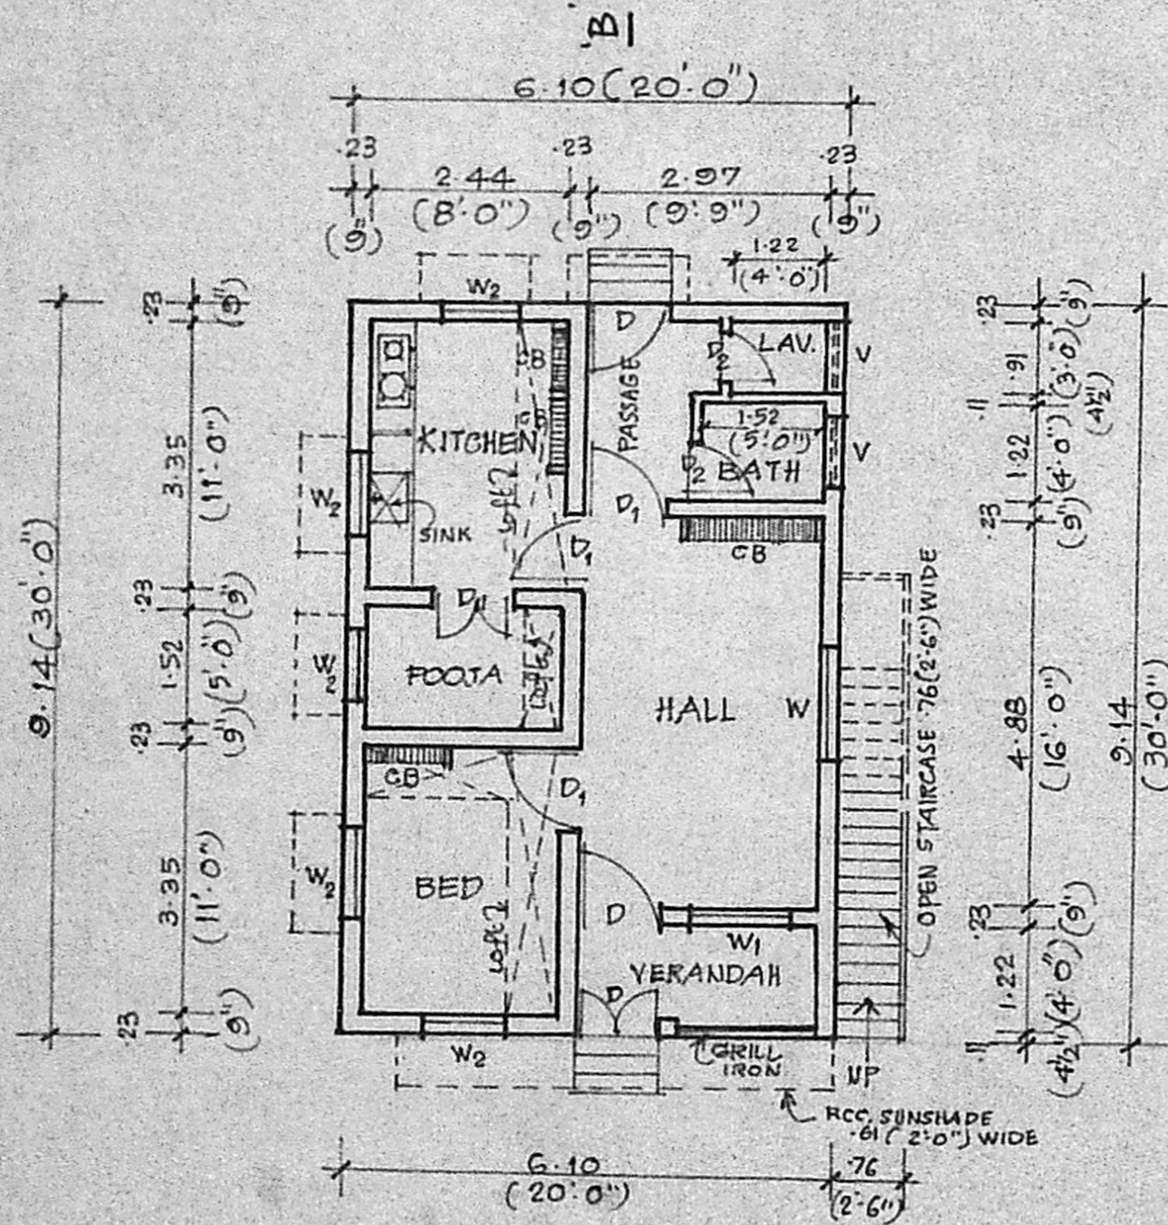 B1
6.10 (20'.0")
.23 .23 .23
2.44 2.97
(8'.0") (9'.9")
(9") (9") (9")
1.22
(4'.0")
W2
D
LAV.
V
D2
CB
PASSAGE
CB
KITCHEN
1.52
(5'.0")
BATH
V
D2
W2
Loft
SINK
D1
D1
CB
D1
POOJA
Loft
W2
HALL
W
CB
D1
W2
BED
Loft
D
W1
VERANDAH
D
W2
GRILL
IRON
UP
RCC. SUNSHADE
.61 (2'.0") WIDE
OPEN STAIRCASE .76 (2'.6") WIDE
9.14 (30'.0")
.23 (9")
3.35
(11'.0")
.23 (9")
1.52 (5'.0")
.23 (9")
3.35
(11'.0")
.23 (9")
.23 (9")
.91 (3'.0")
.11 (4½")
1.22 (4'.0")
.23 (9")
4.88
(16'.0")
.23 (9")
1.22 (4'.0")
.11 (4½")
9.14
(30'.0")
6.10
(20'.0")
.76
(2'.6")